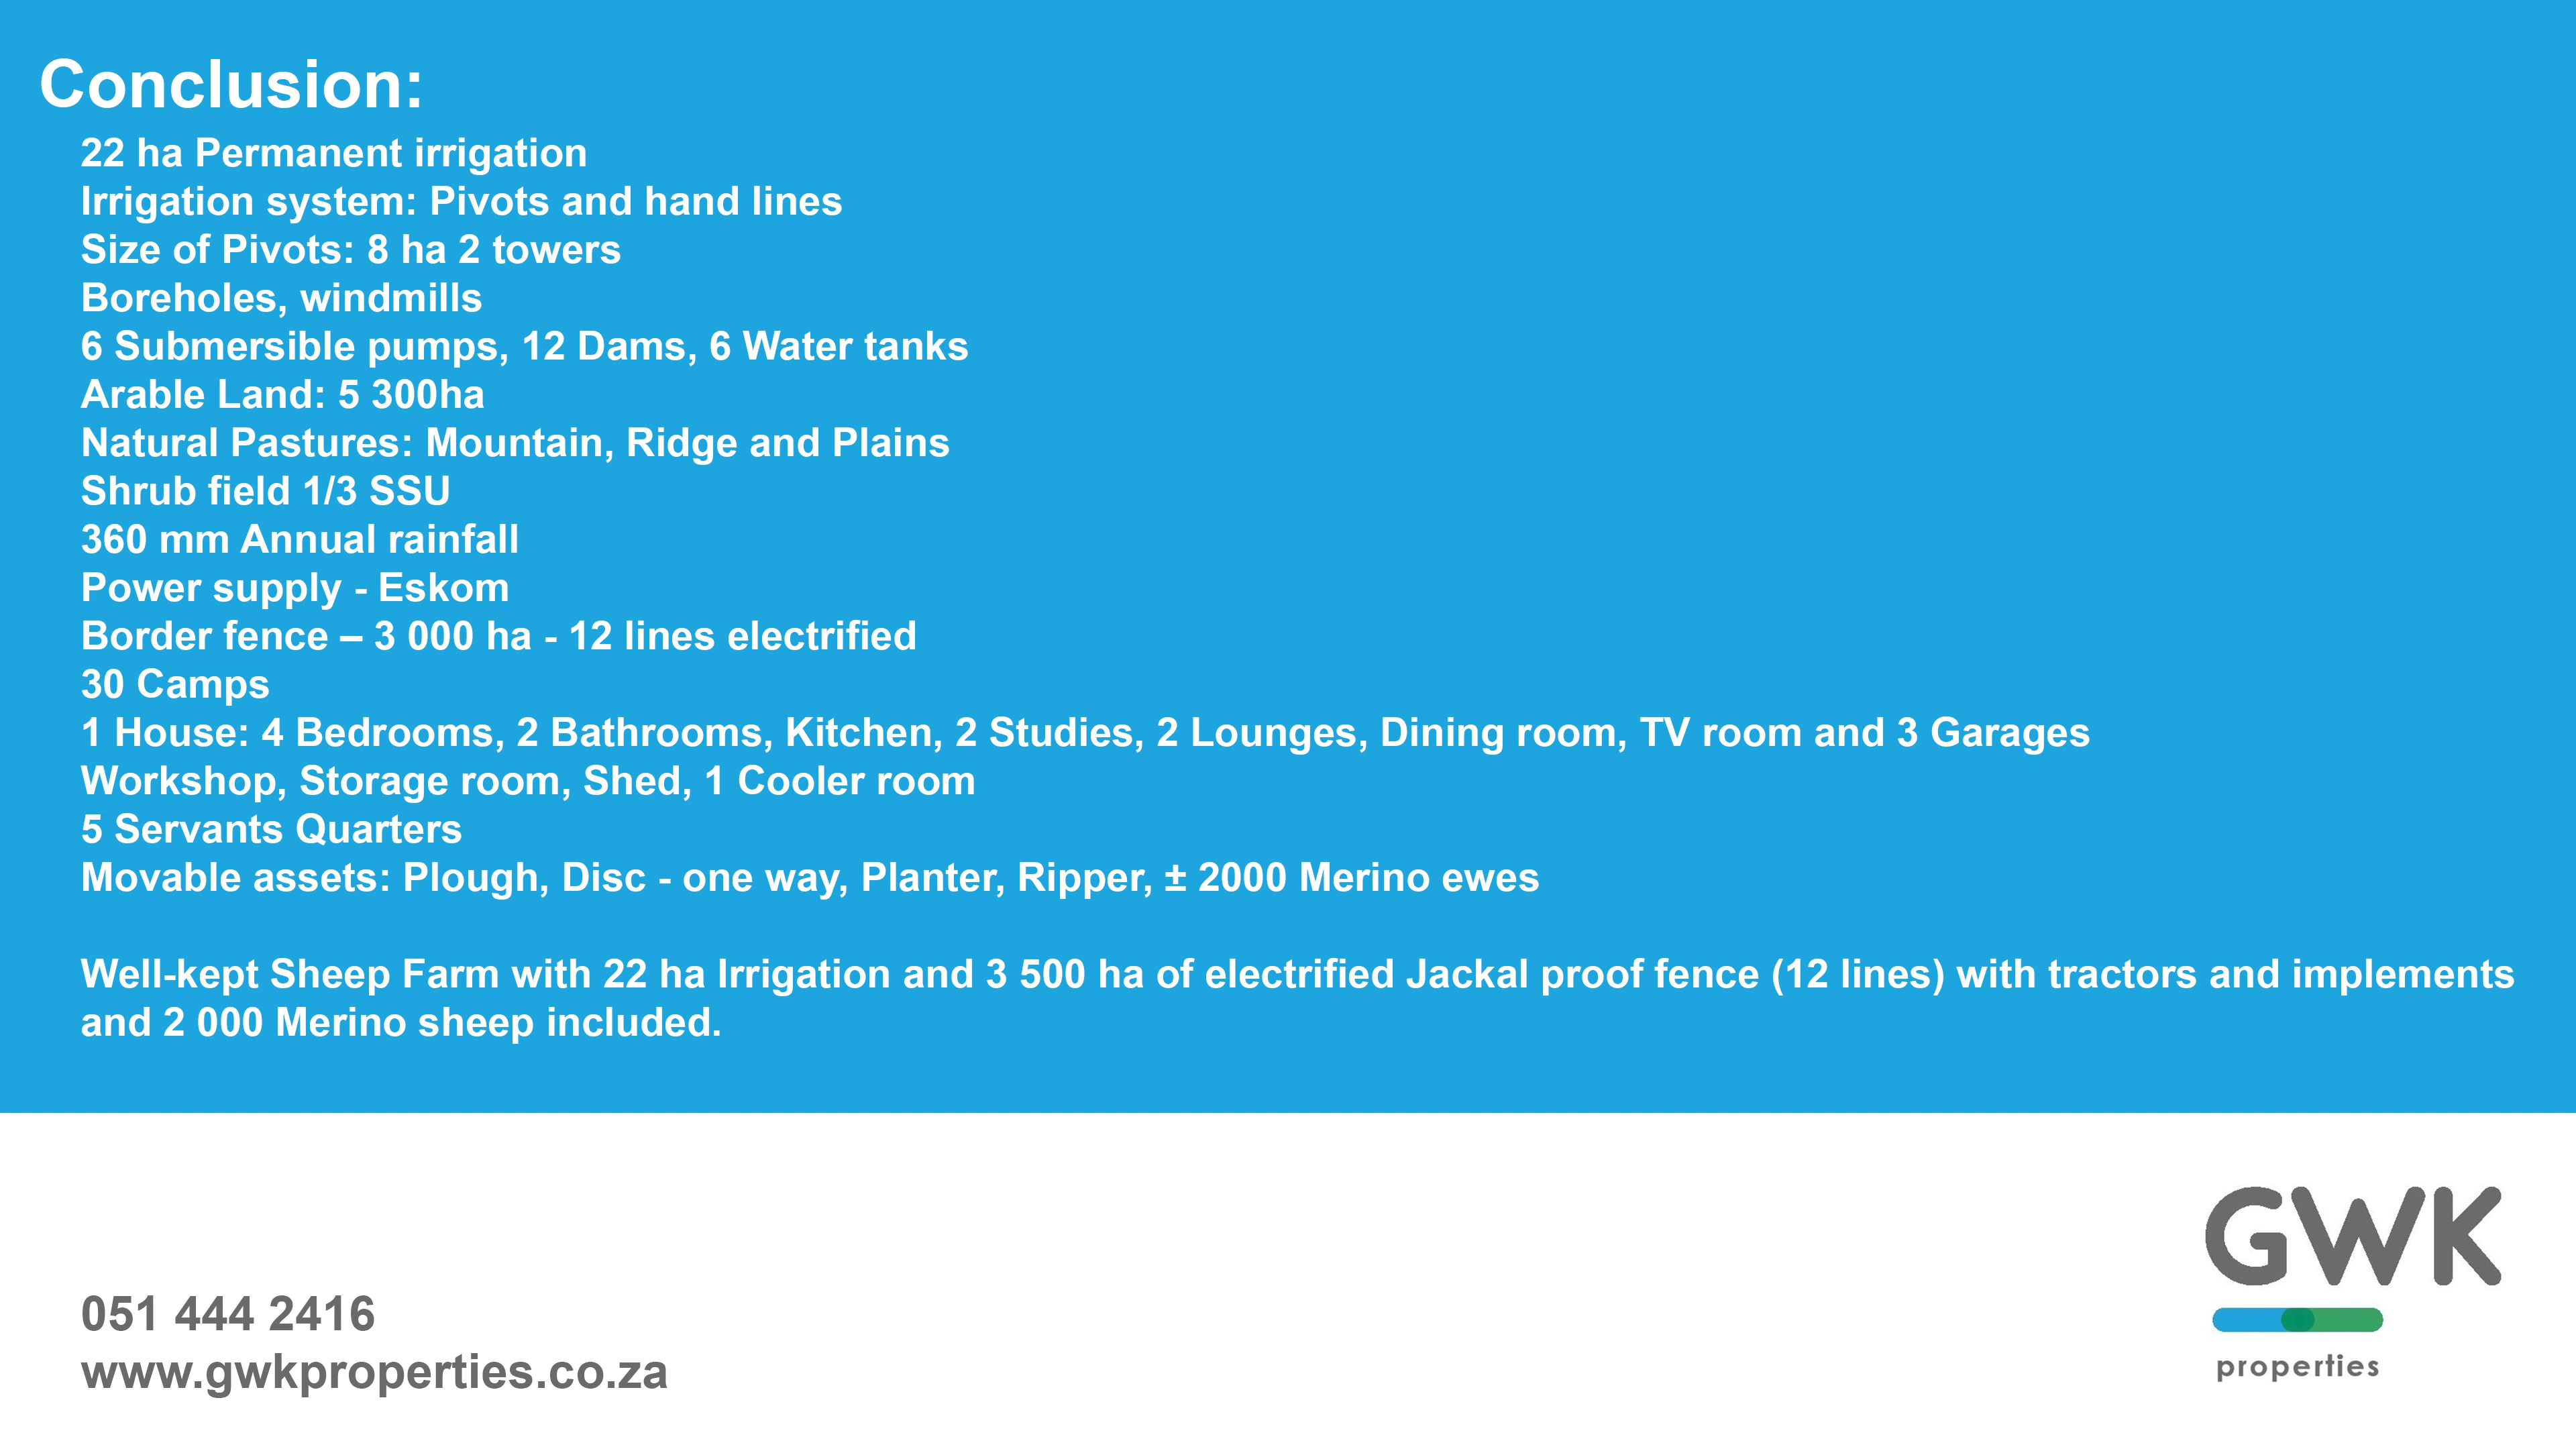 Conclusion:
22 ha Permanent irrigation
Irrigation system: Pivots and hand lines
Size of Pivots: 8 ha 2 towers
Boreholes, windmills
6 Submersible pumps, 12 Dams, 6 Water tanks
Arable Land: 5 300ha
Natural Pastures: Mountain, Ridge and Plains
Shrub field 1/3 SSU
360 mm Annual rainfall
Power supply - Eskom
Border fence – 3 000 ha - 12 lines electrified
30 Camps
1 House: 4 Bedrooms, 2 Bathrooms, Kitchen, 2 Studies, 2 Lounges, Dining room, TV room and 3 Garages
Workshop, Storage room, Shed, 1 Cooler room
5 Servants Quarters
Movable assets: Plough, Disc - one way, Planter, Ripper, ± 2000 Merino ewes
Well-kept Sheep Farm with 22 ha Irrigation and 3 500 ha of electrified Jackal proof fence (12 lines) with tractors and implements
and 2 000 Merino sheep included.
051 444 2416
www.gwkproperties.co.za
GWK
properties